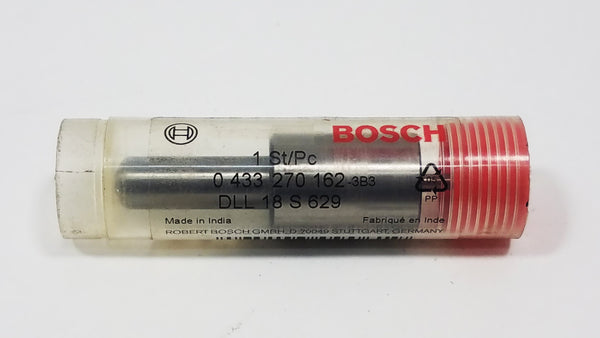 BOSCH
1 St/Pc
0 433 270 162-3B3
DLL 18 S 629
PP
Made in India Fabriqué en Inde
ROBERT BOSCH GMBH, D-70049 STUTTGART, GERMANY